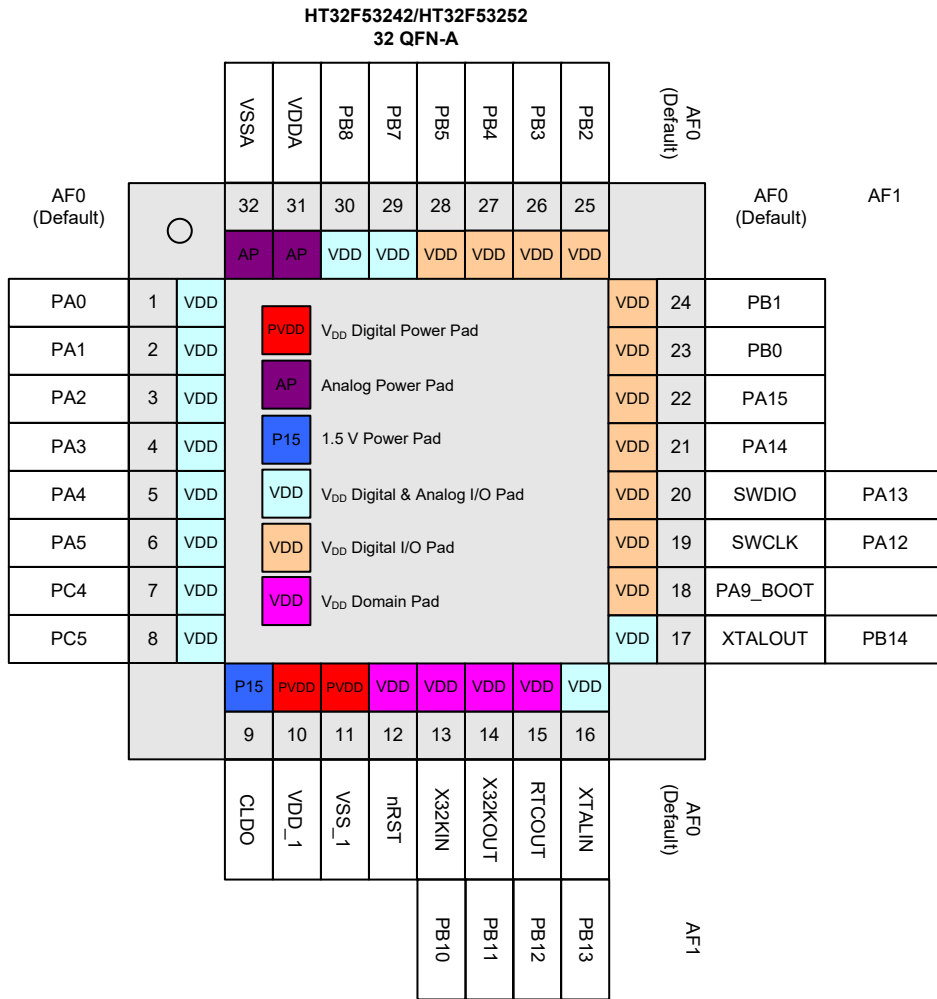 HT32F53242/HT32F53252
32 QFN-A
VSSA
VDDA
PB8
PB7
PB5
PB4
PB3
PB2
AF0
(Default)
AF0
(Default)
32
31
30
29
28
27
26
25
AF0
(Default)
AF1
AP
AP
VDD
VDD
VDD
VDD
VDD
VDD
PA0 1 VDD
PA1 2 VDD
PA2 3 VDD
PA3 4 VDD
PA4 5 VDD
PA5 6 VDD
PC4 7 VDD
PC5 8 VDD
PVDD VDD Digital Power Pad
AP Analog Power Pad
P15 1.5 V Power Pad
VDD VDD Digital & Analog I/O Pad
VDD VDD Digital I/O Pad
VDD VDD Domain Pad
VDD 24 PB1
VDD 23 PB0
VDD 22 PA15
VDD 21 PA14
VDD 20 SWDIO PA13
VDD 19 SWCLK PA12
VDD 18 PA9_BOOT
VDD 17 XTALOUT PB14
P15
PVDD
PVDD
VDD
VDD
VDD
VDD
VDD
9
10
11
12
13
14
15
16
CLDO
VDD_1
VSS_1
nRST
X32KIN
X32KOUT
RTCOUT
XTALIN
AF0
(Default)
PB10
PB11
PB12
PB13
AF1